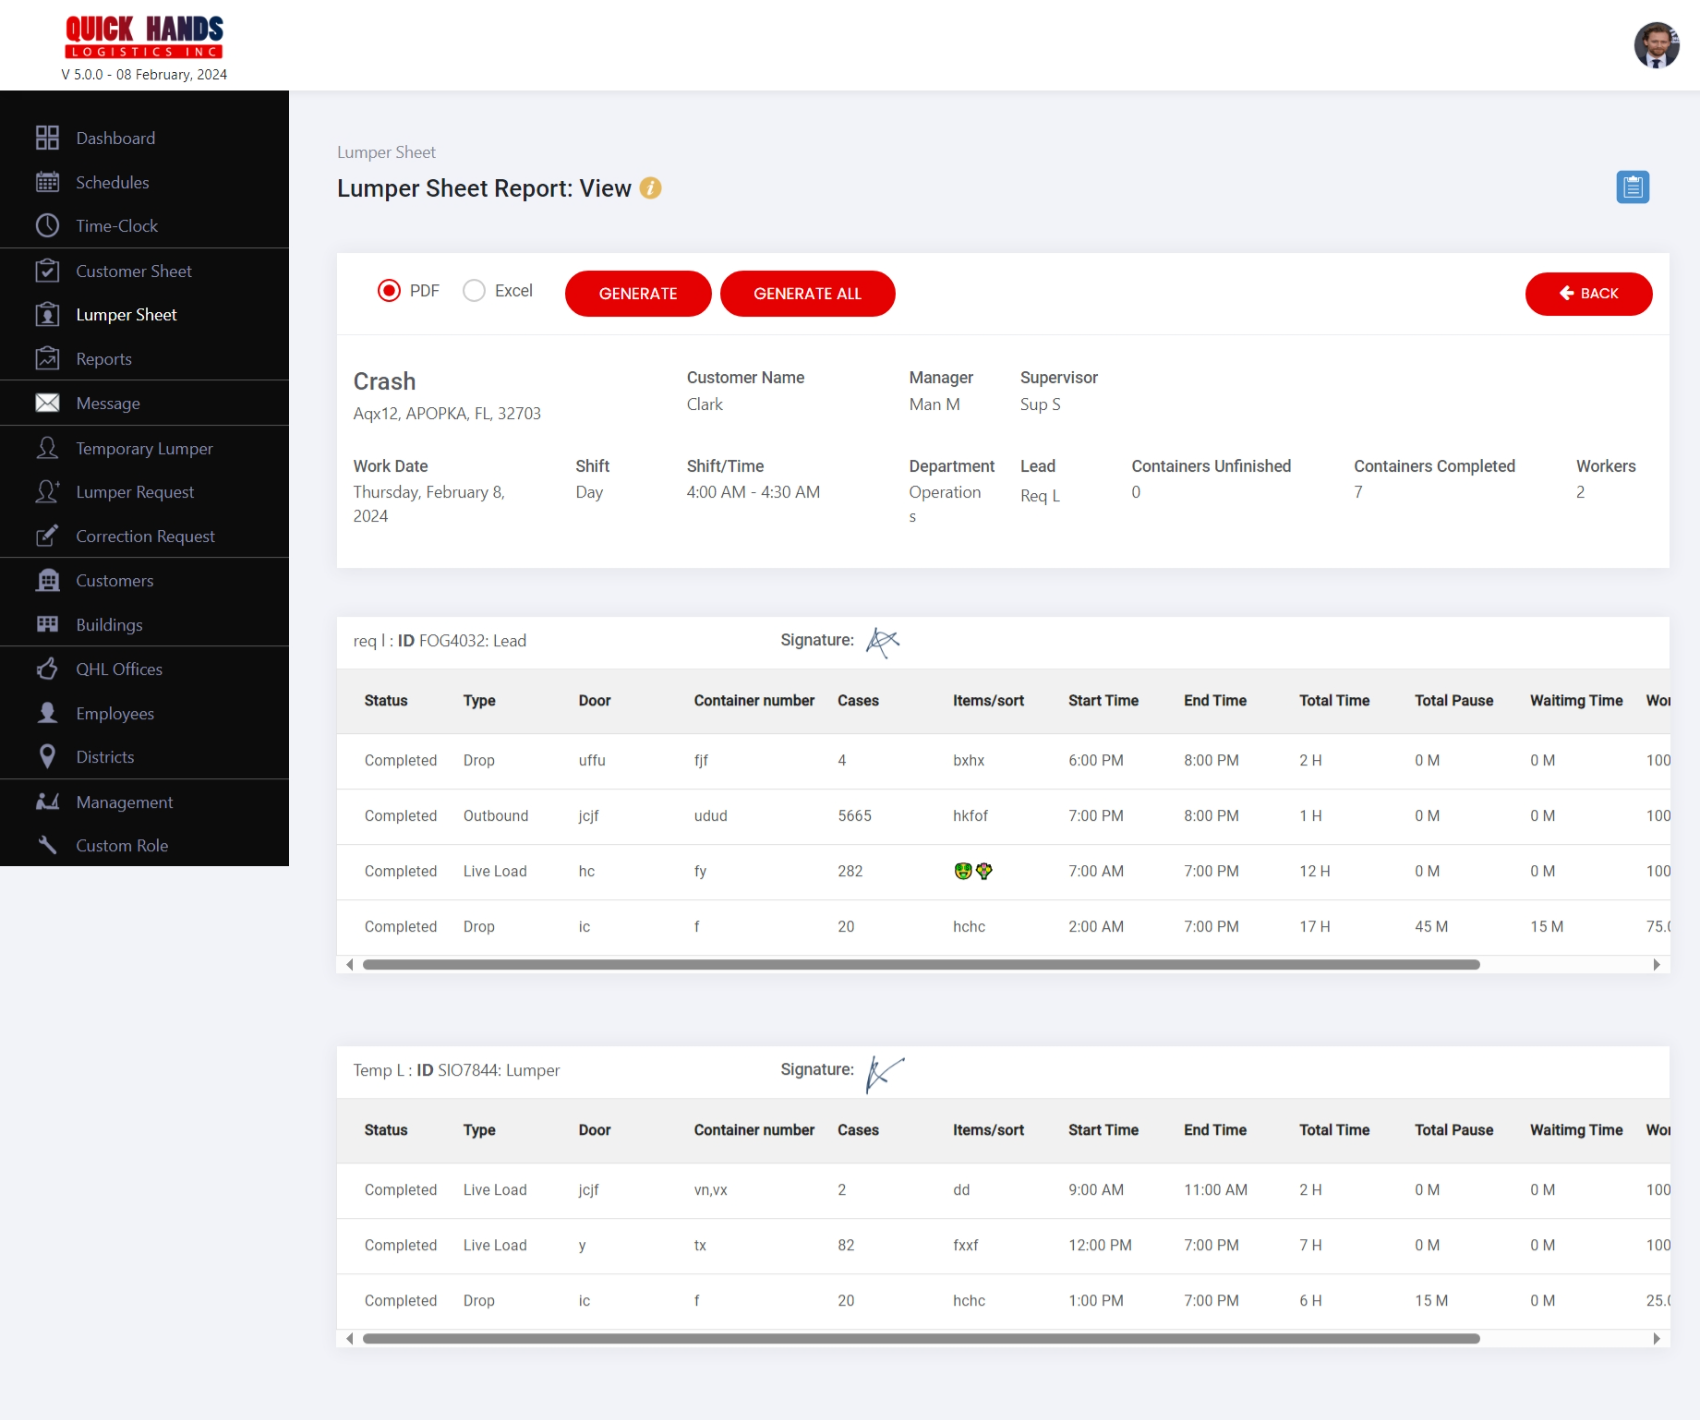 QUICK HANDS
LOGISTICS INC
V 5.0.0 - 08 February, 2024
Dashboard
Schedules
Time-Clock
Customer Sheet
Lumper Sheet
Reports
Message
Temporary Lumper
Lumper Request
Correction Request
Customers
Buildings
QHL Offices
Employees
Districts
Management
Custom Role
Lumper Sheet
Lumper Sheet Report: View i
PDF Excel GENERATE GENERATE ALL BACK
Crash
Aqx12, APOPKA, FL, 32703
Customer Name
Clark
Manager
Man M
Supervisor
Sup S
Work Date
Thursday, February 8,
2024
Shift
Day
Shift/Time
4:00 AM - 4:30 AM
Department
Operation
s
Lead
Req L
Containers Unfinished
0
Containers Completed
7
Workers
2
req l : ID FOG4032: Lead Signature:
Status Type Door Container number Cases Items/sort Start Time End Time Total Time Total Pause Waitimg Time Wor
Completed Drop uffu fjf 4 bxhx 6:00 PM 8:00 PM 2 H 0 M 0 M 100
Completed Outbound jcjf udud 5665 hkfof 7:00 PM 8:00 PM 1 H 0 M 0 M 100
Completed Live Load hc fy 282 7:00 AM 7:00 PM 12 H 0 M 0 M 100
Completed Drop ic f 20 hchc 2:00 AM 7:00 PM 17 H 45 M 15 M 75.0
Temp L : ID SIO7844: Lumper Signature:
Status Type Door Container number Cases Items/sort Start Time End Time Total Time Total Pause Waitimg Time Wor
Completed Live Load jcjf vn,vx 2 dd 9:00 AM 11:00 AM 2 H 0 M 0 M 100
Completed Live Load y tx 82 fxxf 12:00 PM 7:00 PM 7 H 0 M 0 M 100
Completed Drop ic f 20 hchc 1:00 PM 7:00 PM 6 H 15 M 0 M 25.0